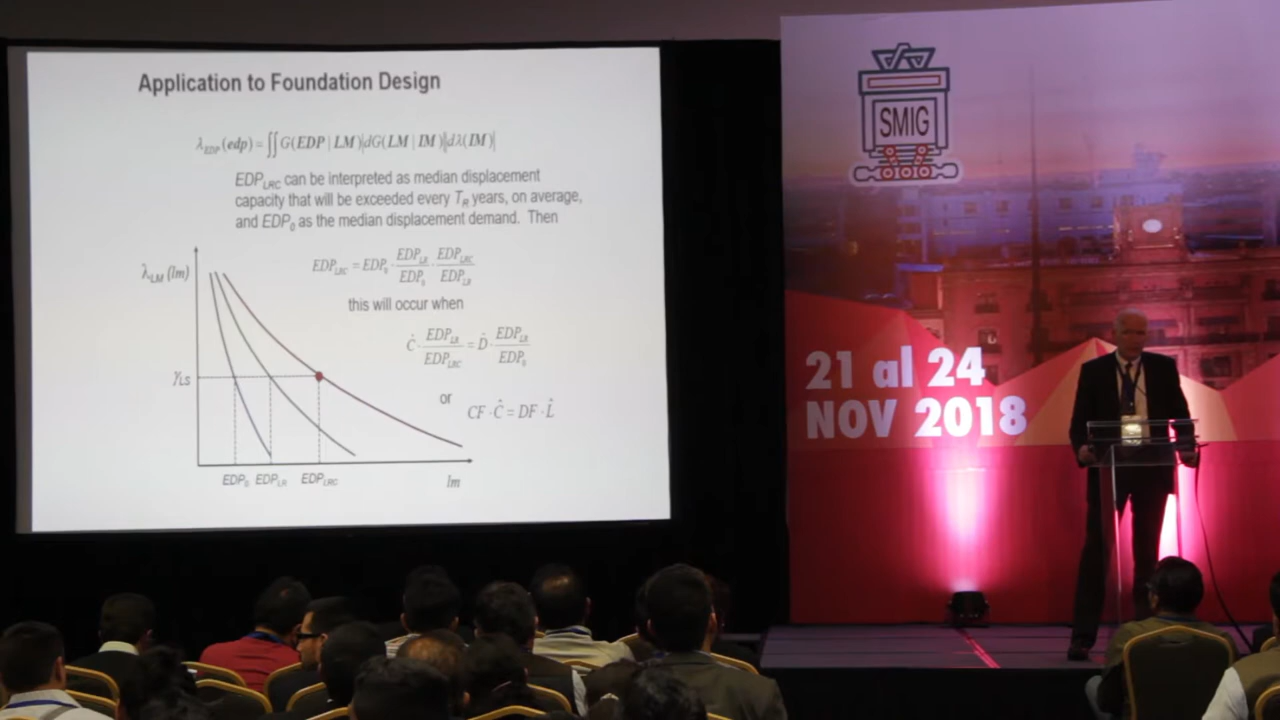 Application to Foundation Design
λ_EDP (edp) = ∫∫ G(EDP | LM)|dG(LM | IM)||dλ(IM)|
EDP_LRC can be interpreted as median displacement
capacity that will be exceeded every T_R years, on average,
and EDP_0 as the median displacement demand. Then
EDP_LRC = EDP_0 · EDP_LR / EDP_0 · EDP_LRC / EDP_LR
this will occur when
Ĉ · EDP_LR / EDP_LRC = D̂ · EDP_LR / EDP_0
or
CF · Ĉ = DF · L̂
λ_LM (lm)
γ_LS
EDP_0 EDP_LR EDP_LRC lm
SMIG
21 al 24
NOV 2018